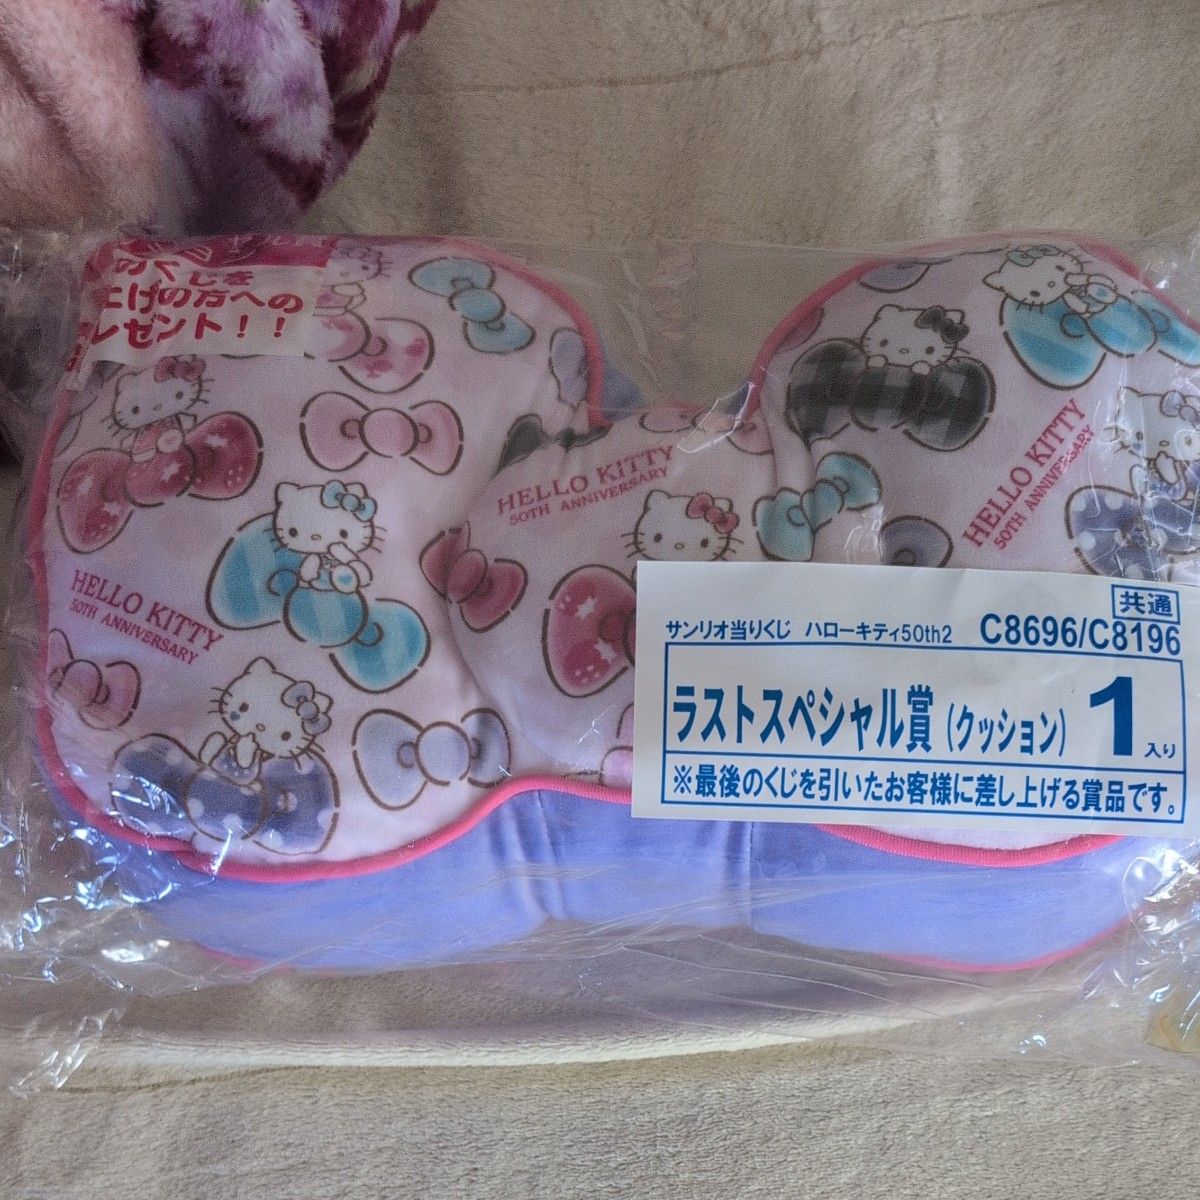 のくじを
上げの方への
レゼント！！
HELLO KITTY
50TH ANNIVERSARY
HELLO KITTY
50TH ANNIVERSARY
HELLO KITTY
50TH ANNIVERSARY
共通
サンリオ当りくじ ハローキティ50th2 C8696/C8196
ラストスペシャル賞（クッション） 1入り
※最後のくじを引いたお客様に差し上げる賞品です。